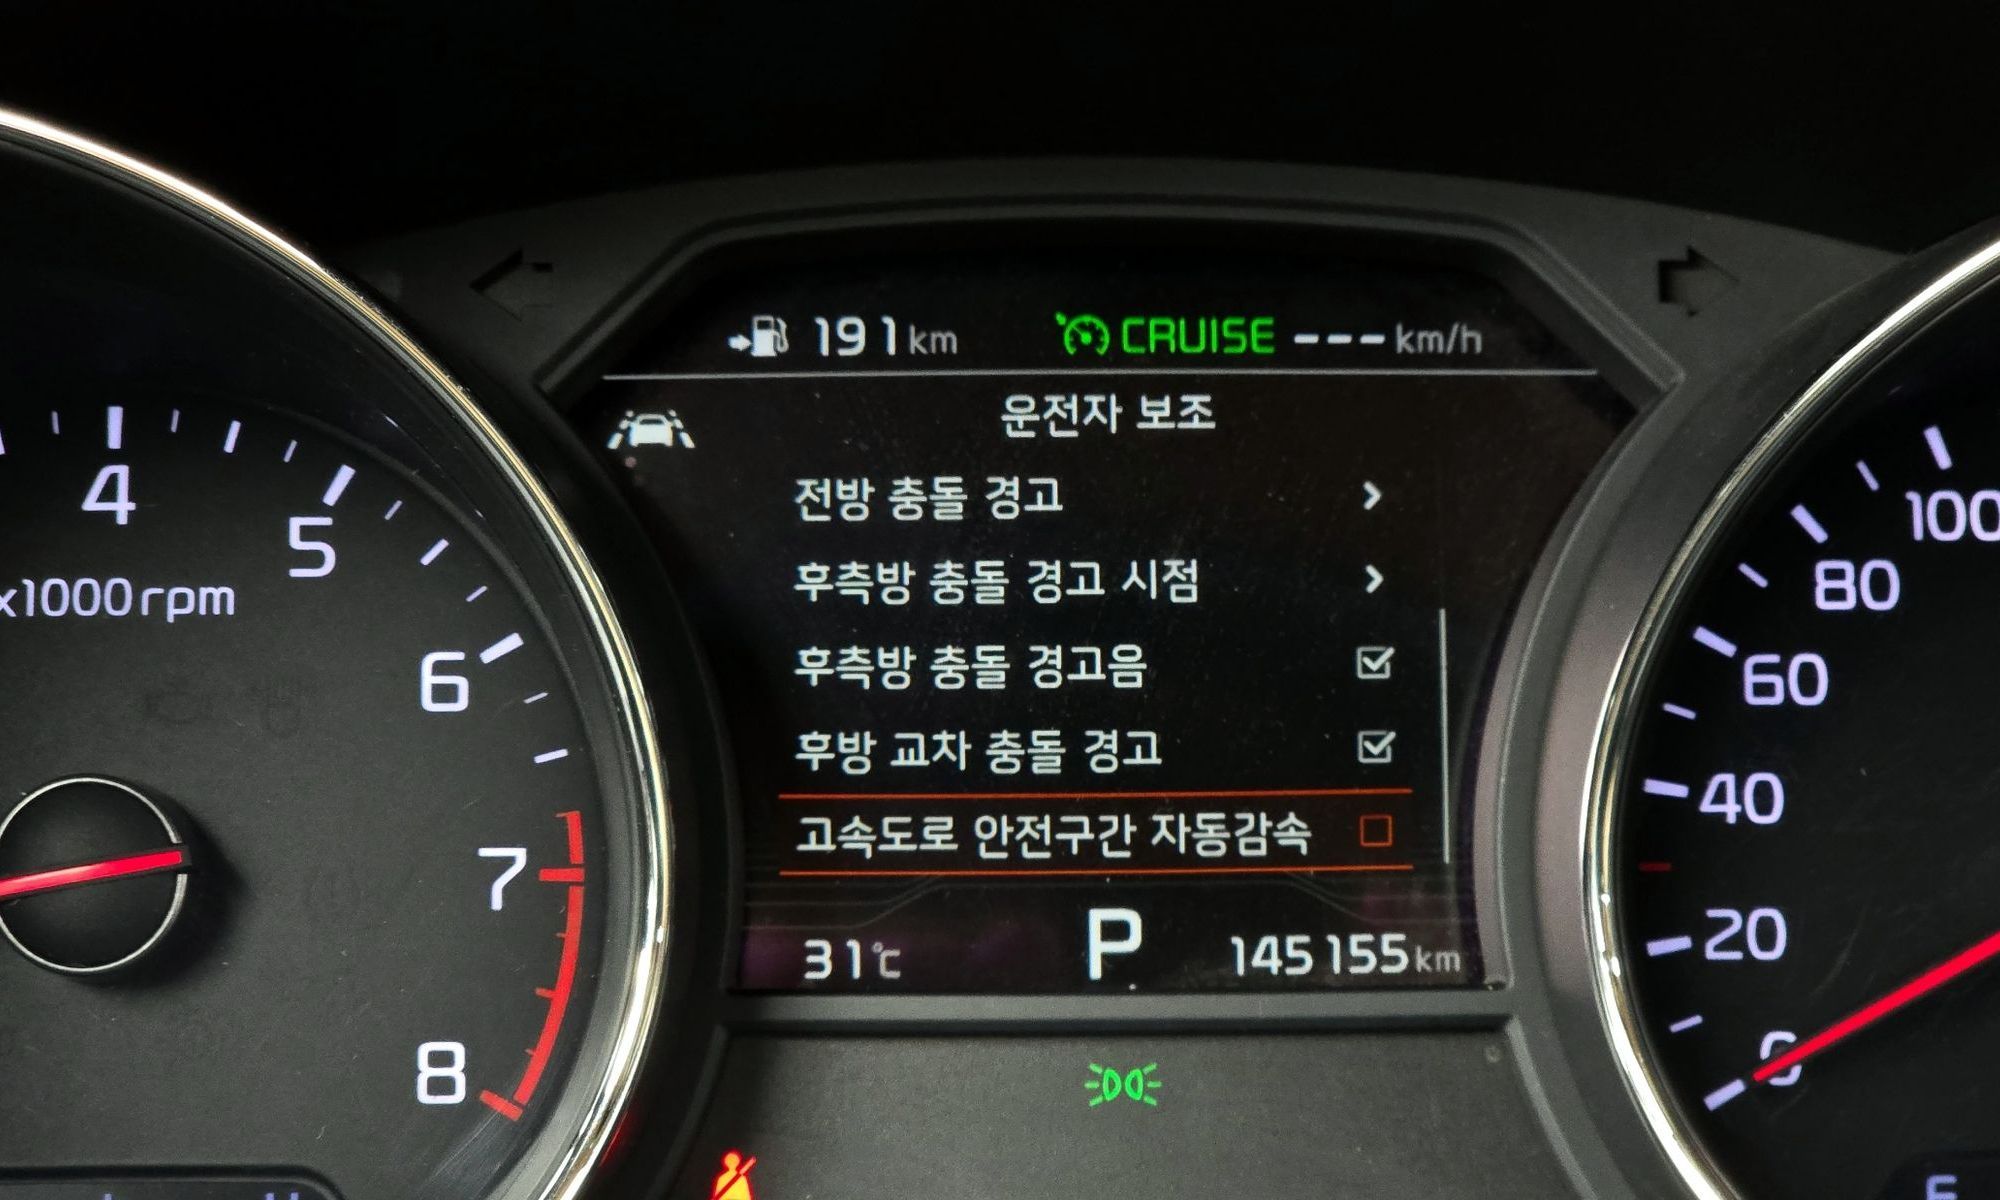 191 km CRUISE ---km/h
운전자 보조
전방 충돌 경고 >
후측방 충돌 경고 시점 >
후측방 충돌 경고음
후방 교차 충돌 경고
고속도로 안전구간 자동감속
31℃ P 145155km
4
5
x1000rpm
6
7
8
100
80
60
40
20
0